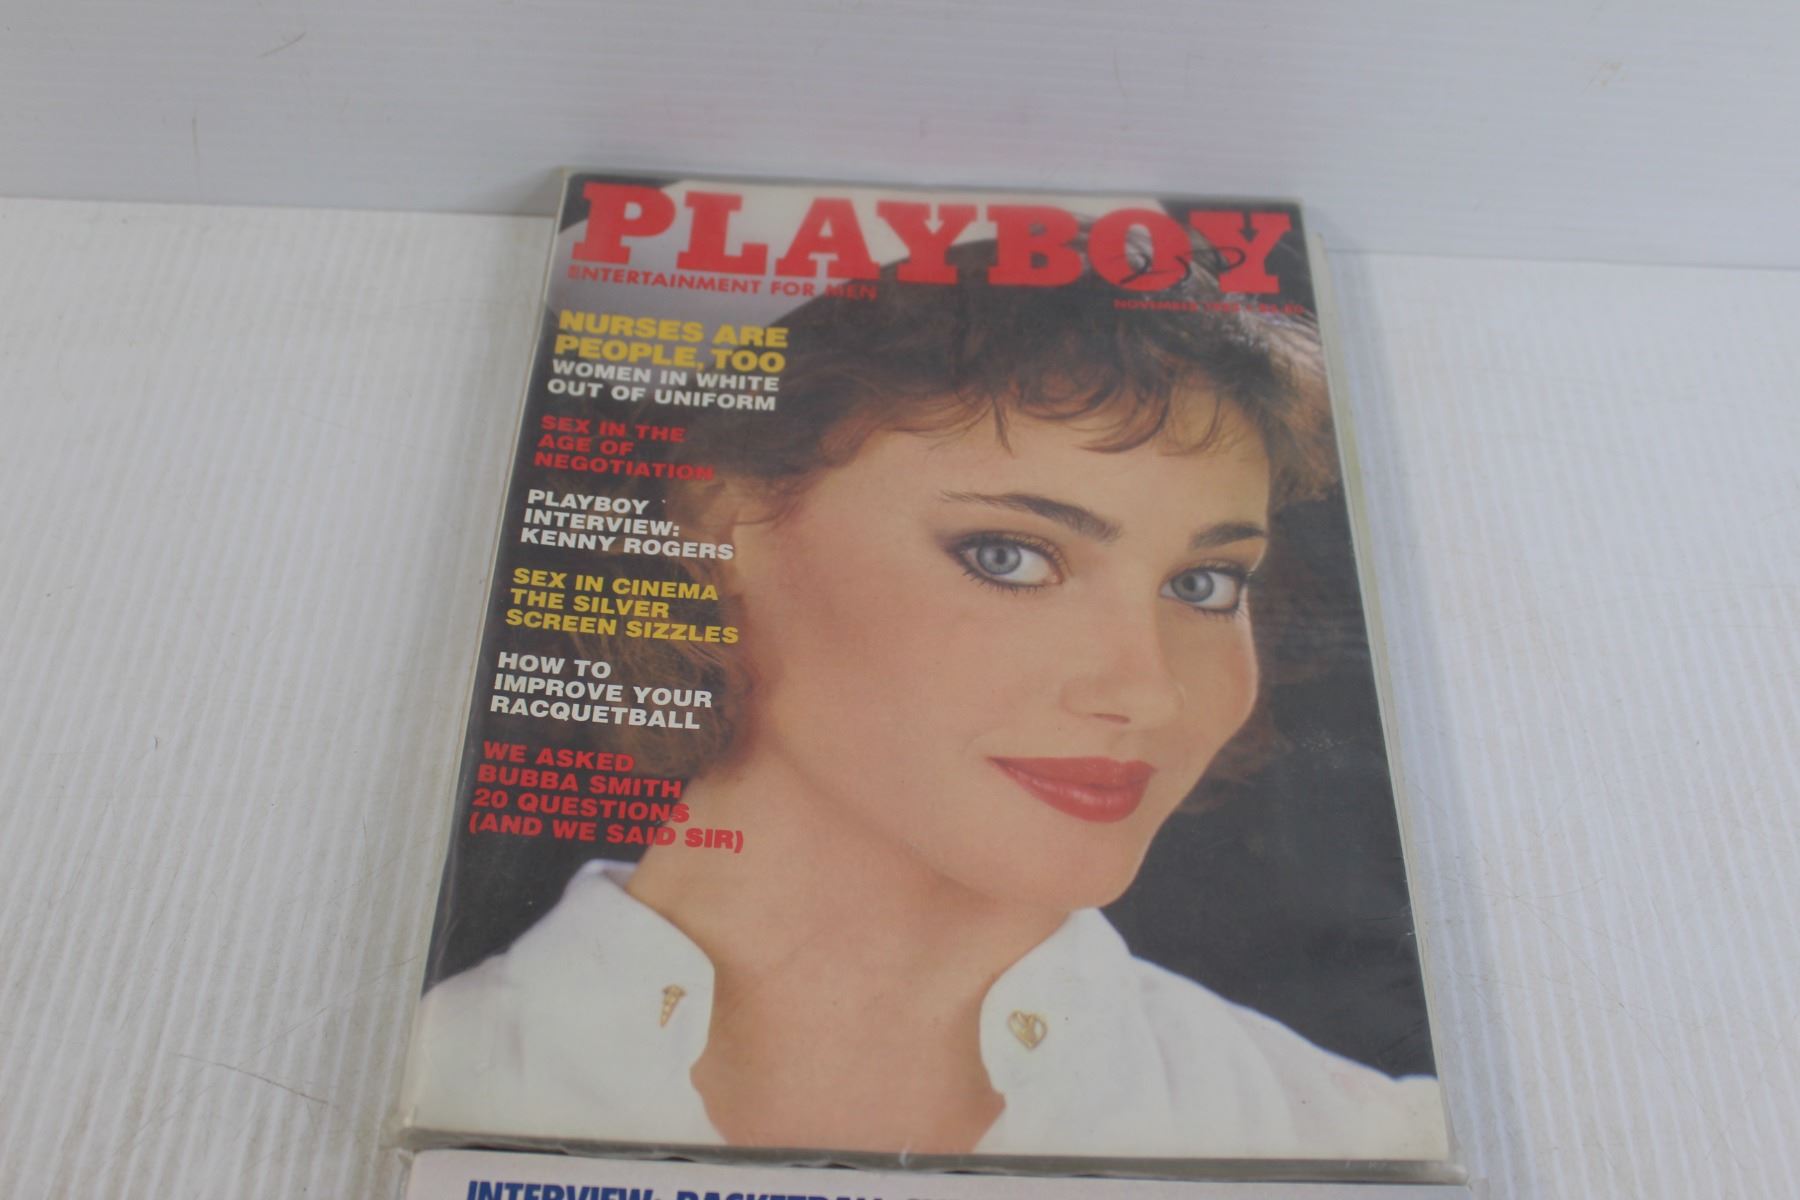 PLAYBOY
ENTERTAINMENT FOR MEN
NOVEMBER
NURSES ARE
PEOPLE, TOO
WOMEN IN WHITE
OUT OF UNIFORM
SEX IN THE
AGE OF
NEGOTIATION
PLAYBOY
INTERVIEW:
KENNY ROGERS
SEX IN CINEMA
THE SILVER
SCREEN SIZZLES
HOW TO
IMPROVE YOUR
RACQUETBALL
WE ASKED
BUBBA SMITH
20 QUESTIONS
(AND WE SAID SIR)
INTERVIEW: BASKETBALL